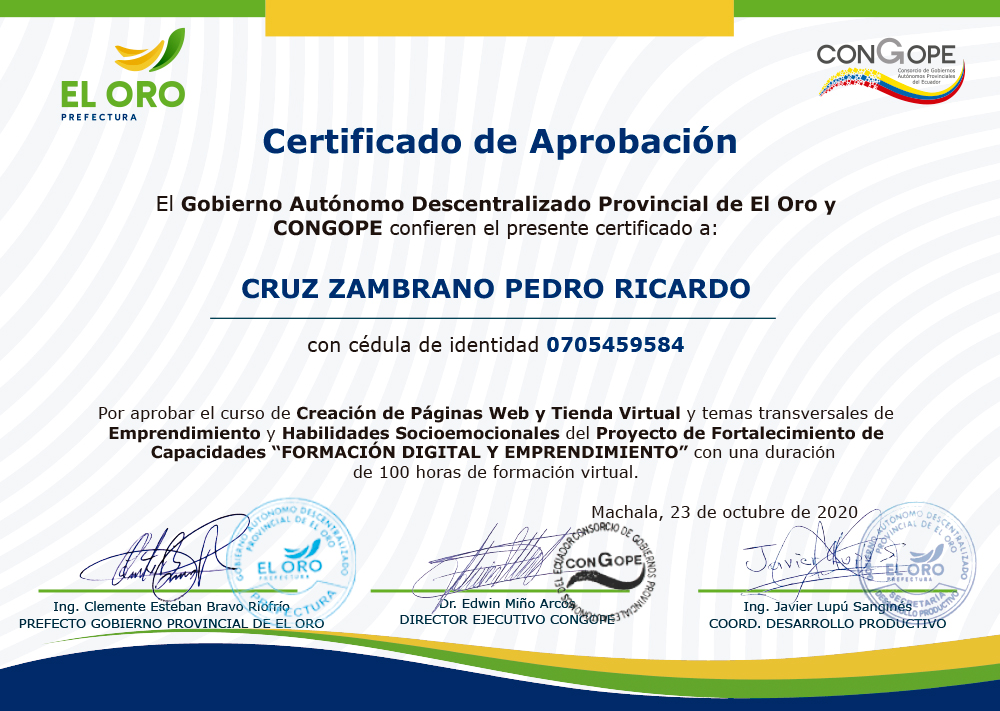 EL ORO
PREFECTURA
CONGOPE
Consorcio de Gobiernos
Autónomos Provinciales
del Ecuador
Certificado de Aprobación
El Gobierno Autónomo Descentralizado Provincial de El Oro y
CONGOPE confieren el presente certificado a:
CRUZ ZAMBRANO PEDRO RICARDO
con cédula de identidad 0705459584
Por aprobar el curso de Creación de Páginas Web y Tienda Virtual y temas transversales de
Emprendimiento y Habilidades Socioemocionales del Proyecto de Fortalecimiento de
Capacidades “FORMACIÓN DIGITAL Y EMPRENDIMIENTO” con una duración
de 100 horas de formación virtual.
Machala, 23 de octubre de 2020
GOBIERNO AUTÓNOMO DESCENTRALIZADO
PROVINCIAL DE EL ORO
EL ORO
PREFECTURA
PREFECTURA
CONSORCIO DE GOBIERNOS
PROVINCIALES
DEL ECUADOR
CONGOPE
GOBIERNO AUTÓNOMO DESCENTRALIZADO
PROVINCIAL DE EL ORO
EL ORO
PREFECTURA
SECRETARÍA
DESARROLLO PRODUCTIVO
Javier
Ing. Clemente Esteban Bravo Riofrío
PREFECTO GOBIERNO PROVINCIAL DE EL ORO
Dr. Edwin Miño Arcos
DIRECTOR EJECUTIVO CONGOPE
Ing. Javier Lupú Sanginés
COORD. DESARROLLO PRODUCTIVO